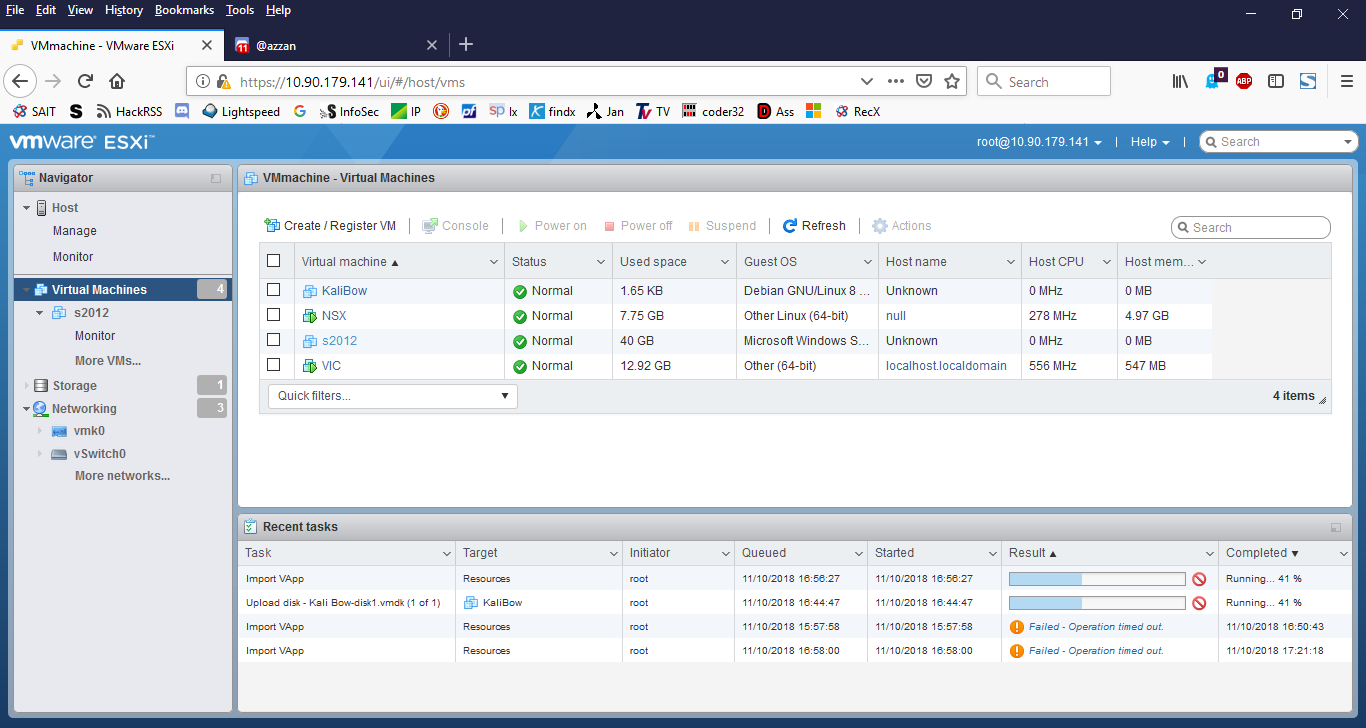 File Edit View History Bookmarks Tools Help
VMmachine - VMware ESXi
11 @azzan
https://10.90.179.141/ui/#/host/vms
Search
0 ABP S
SAIT S HackRSS Lightspeed G InfoSec IP pf sp Ix K findx Jan TV TV coder32 D Ass RecX
vmware ESXi™
root@10.90.179.141 | Help | Search
Navigator
Host
Manage
Monitor
Virtual Machines 4
s2012
Monitor
More VMs...
Storage 1
Networking 3
vmk0
vSwitch0
More networks...
VMmachine - Virtual Machines
Create / Register VM | Console | Power on Power off Suspend | Refresh | Actions
Search
Virtual machine Status Used space Guest OS Host name Host CPU Host mem...
KaliBow Normal 1.65 KB Debian GNU/Linux 8 ... Unknown 0 MHz 0 MB
NSX Normal 7.75 GB Other Linux (64-bit) null 278 MHz 4.97 GB
s2012 Normal 40 GB Microsoft Windows S... Unknown 0 MHz 0 MB
VIC Normal 12.92 GB Other (64-bit) localhost.localdomain 556 MHz 547 MB
Quick filters... 4 items
Recent tasks
Task Target Initiator Queued Started Result Completed
Import VApp Resources root 11/10/2018 16:56:27 11/10/2018 16:56:27 Running... 41 %
Upload disk - Kali Bow-disk1.vmdk (1 of 1) KaliBow root 11/10/2018 16:44:47 11/10/2018 16:44:47 Running... 41 %
Import VApp Resources root 11/10/2018 15:57:58 11/10/2018 15:57:58 Failed - Operation timed out. 11/10/2018 16:50:43
Import VApp Resources root 11/10/2018 16:58:00 11/10/2018 16:58:00 Failed - Operation timed out. 11/10/2018 17:21:18